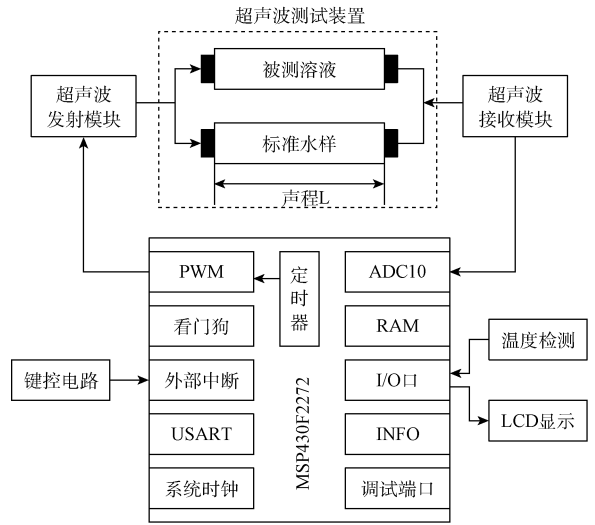 超声波测试装置
被测溶液
超声波
发射模块
超声波
接收模块
标准水样
声程L
PWM
定时器
ADC10
看门狗
RAM
温度检测
键控电路
外部中断
MSP430F2272
I/O口
LCD显示
USART
INFO
系统时钟
调试端口